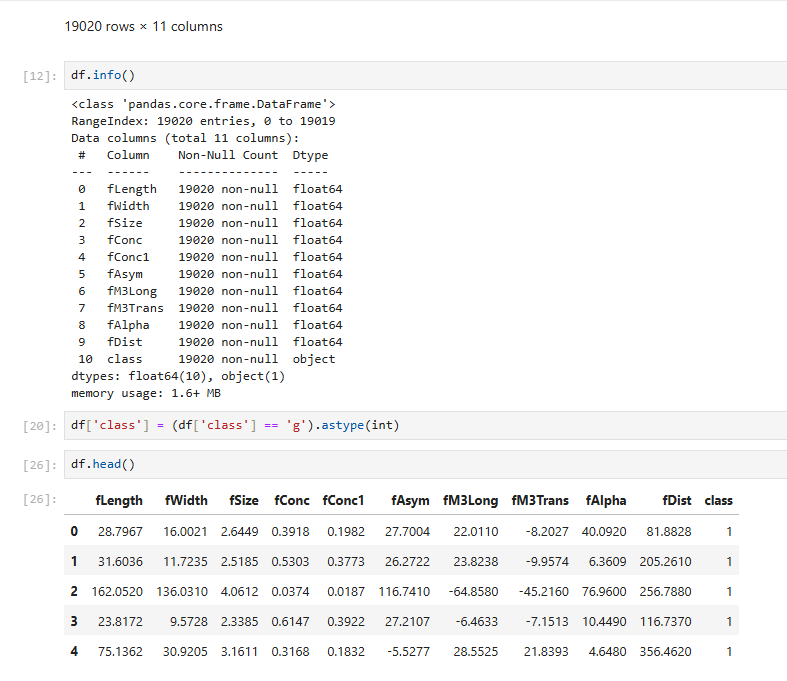 19020 rows × 11 columns
[12]: df.info()
<class 'pandas.core.frame.DataFrame'>
RangeIndex: 19020 entries, 0 to 19019
Data columns (total 11 columns):
 #   Column    Non-Null Count  Dtype
---  ------    --------------  -----
 0   fLength   19020 non-null  float64
 1   fWidth    19020 non-null  float64
 2   fSize     19020 non-null  float64
 3   fConc     19020 non-null  float64
 4   fConc1    19020 non-null  float64
 5   fAsym     19020 non-null  float64
 6   fM3Long   19020 non-null  float64
 7   fM3Trans  19020 non-null  float64
 8   fAlpha    19020 non-null  float64
 9   fDist     19020 non-null  float64
 10  class     19020 non-null  object
dtypes: float64(10), object(1)
memory usage: 1.6+ MB
[20]: df['class'] = (df['class'] == 'g').astype(int)
[26]: df.head()
[26]: fLength fWidth fSize fConc fConc1 fAsym fM3Long fM3Trans fAlpha fDist class
0 28.7967 16.0021 2.6449 0.3918 0.1982 27.7004 22.0110 -8.2027 40.0920 81.8828 1
1 31.6036 11.7235 2.5185 0.5303 0.3773 26.2722 23.8238 -9.9574 6.3609 205.2610 1
2 162.0520 136.0310 4.0612 0.0374 0.0187 116.7410 -64.8580 -45.2160 76.9600 256.7880 1
3 23.8172 9.5728 2.3385 0.6147 0.3922 27.2107 -6.4633 -7.1513 10.4490 116.7370 1
4 75.1362 30.9205 3.1611 0.3168 0.1832 -5.5277 28.5525 21.8393 4.6480 356.4620 1